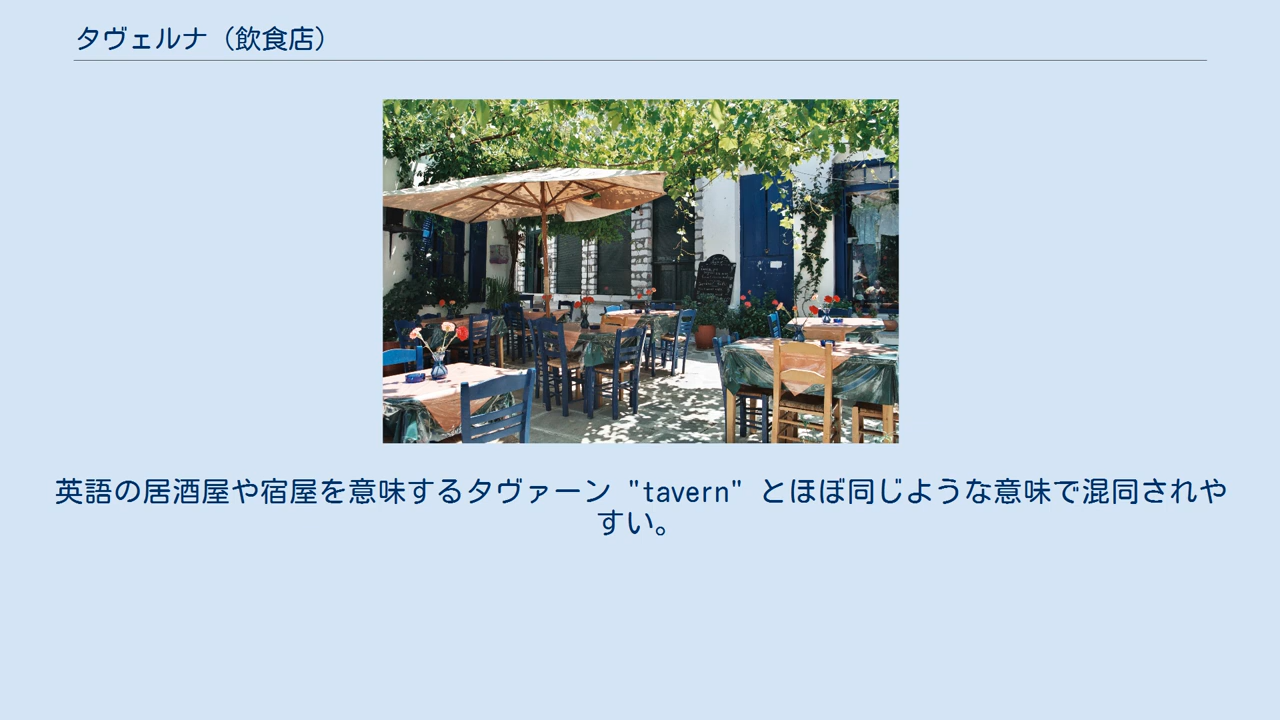 タヴェルナ（飲食店）
英語の居酒屋や宿屋を意味するタヴァーン "tavern" とほぼ同じような意味で混同されや
すい。